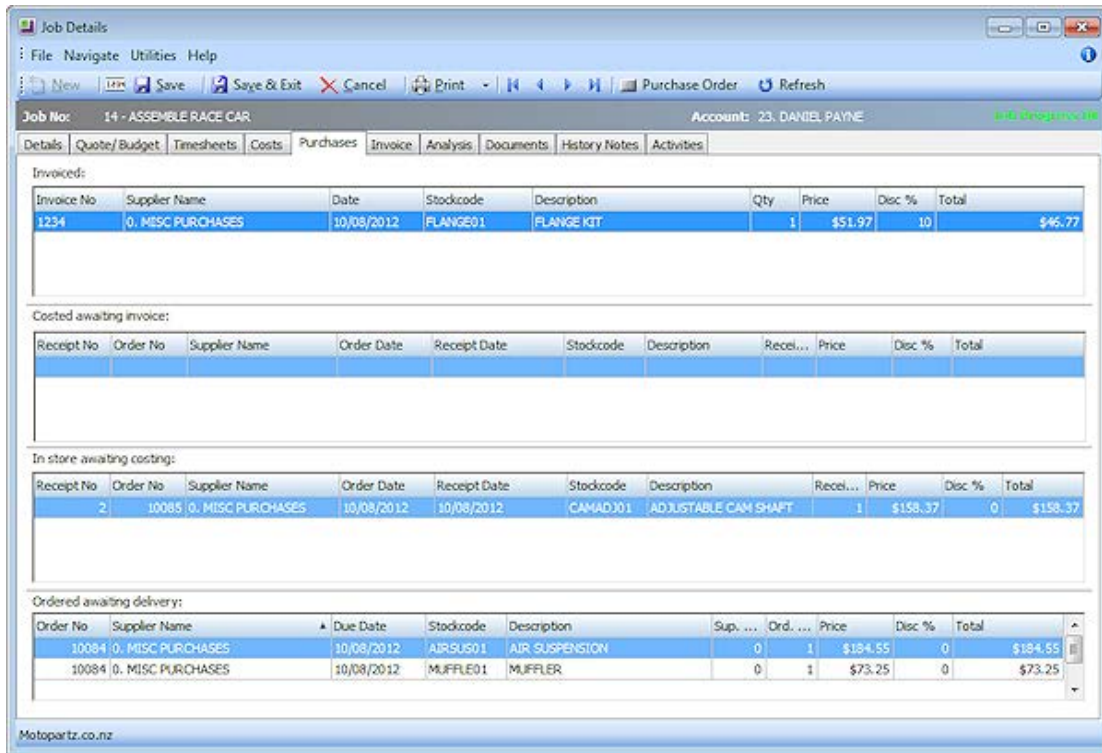 Job Details
File Navigate Utilities Help
New Save Save & Exit Cancel Print Purchase Order Refresh
Job No: 14 - ASSEMBLE RACE CAR Account: 23. DANIEL PAYNE
Details Quote/Budget Timesheets Costs Purchases Invoice Analysis Documents History Notes Activities
Invoiced:
Invoice No Supplier Name Date Stockcode Description Qty Price Disc % Total
1234 0. MISC PURCHASES 10/08/2012 FLANGE01 FLANGE KIT 1 $51.97 10 $46.77
Costed awaiting invoice:
Receipt No Order No Supplier Name Order Date Receipt Date Stockcode Description Recei... Price Disc % Total
In store awaiting costing:
Receipt No Order No Supplier Name Order Date Receipt Date Stockcode Description Recei... Price Disc % Total
2 10085 0. MISC PURCHASES 10/08/2012 10/08/2012 CAMADJ01 ADJUSTABLE CAM SHAFT 1 $158.37 0 $158.37
Ordered awaiting delivery:
Order No Supplier Name Due Date Stockcode Description Sup. ... Ord. ... Price Disc % Total
10084 0. MISC PURCHASES 10/08/2012 AIRSUS01 AIR SUSPENSION 0 1 $184.55 0 $184.55
10084 0. MISC PURCHASES 10/08/2012 MUFFLE01 MUFFLER 0 1 $73.25 0 $73.25
Motopartz.co.nz